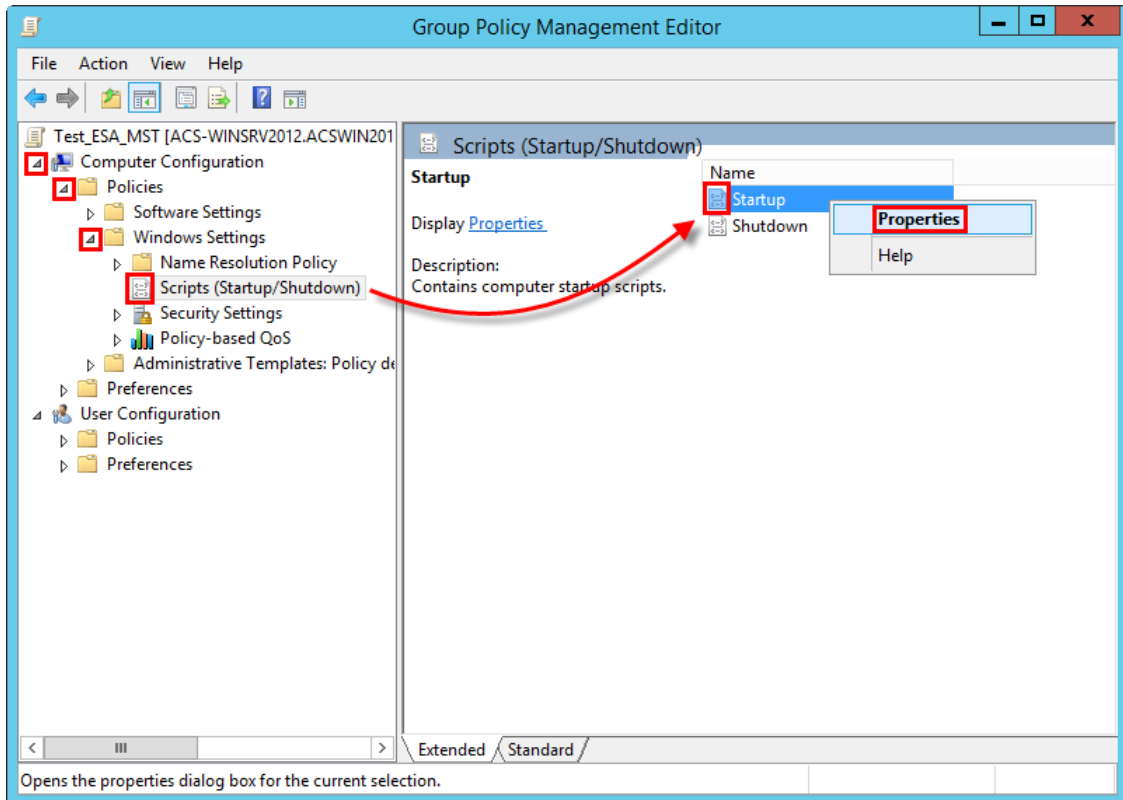 Group Policy Management Editor
File Action View Help
Test_ESA_MST [ACS-WINSRV2012.ACSWIN201
Computer Configuration
Policies
Software Settings
Windows Settings
Name Resolution Policy
Scripts (Startup/Shutdown)
Security Settings
Policy-based QoS
Administrative Templates: Policy de
Preferences
User Configuration
Policies
Preferences
Scripts (Startup/Shutdown)
Startup
Display Properties
Description:
Contains computer startup scripts.
Name
Startup
Shutdown
Properties
Help
Extended Standard
Opens the properties dialog box for the current selection.